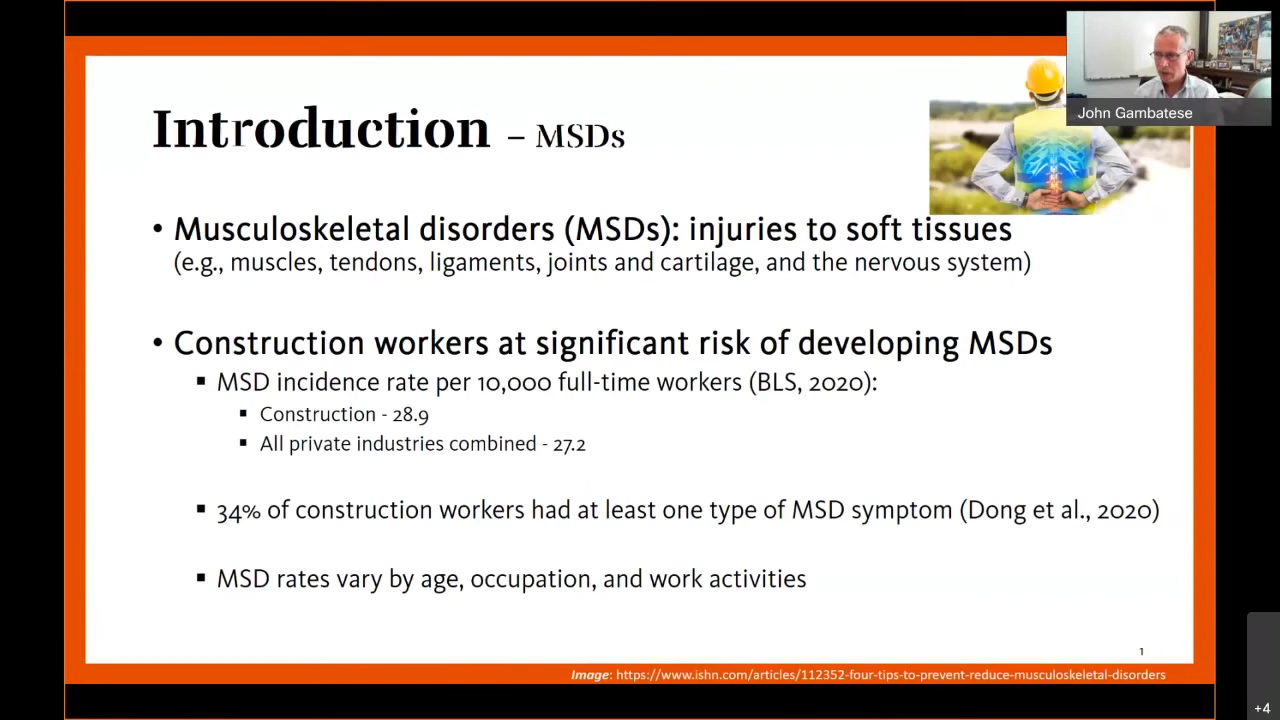 John Gambatese
Introduction – MSDs
• Musculoskeletal disorders (MSDs): injuries to soft tissues
(e.g., muscles, tendons, ligaments, joints and cartilage, and the nervous system)
• Construction workers at significant risk of developing MSDs
▪ MSD incidence rate per 10,000 full-time workers (BLS, 2020):
▪ Construction - 28.9
▪ All private industries combined - 27.2
▪ 34% of construction workers had at least one type of MSD symptom (Dong et al., 2020)
▪ MSD rates vary by age, occupation, and work activities
1
Image: https://www.ishn.com/articles/112352-four-tips-to-prevent-reduce-musculoskeletal-disorders
+4